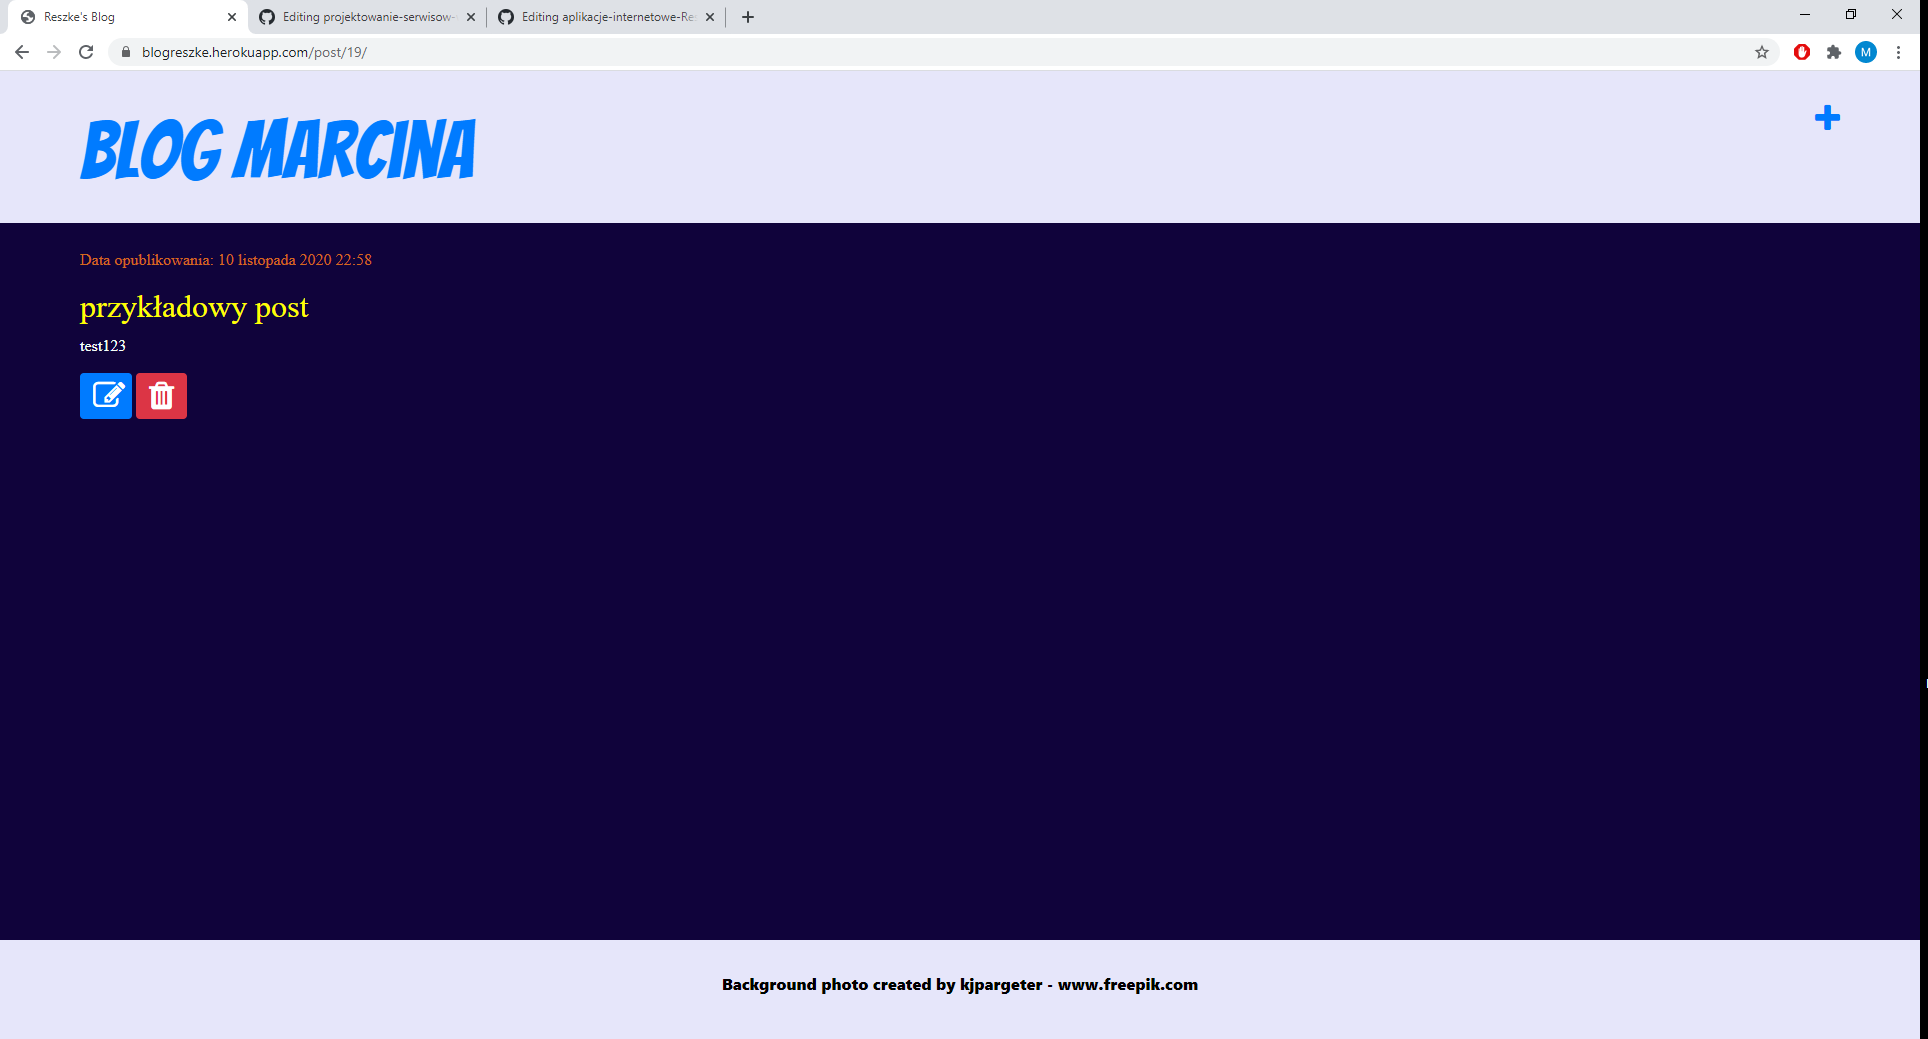 Reszke's Blog
Editing projektowanie-serwisow-
Editing aplikacje-internetowe-Res
blogreszke.herokuapp.com/post/19/
M
BLOG MARCINA
Data opublikowania: 10 listopada 2020 22:58
przykładowy post
test123
Background photo created by kjpargeter - www.freepik.com